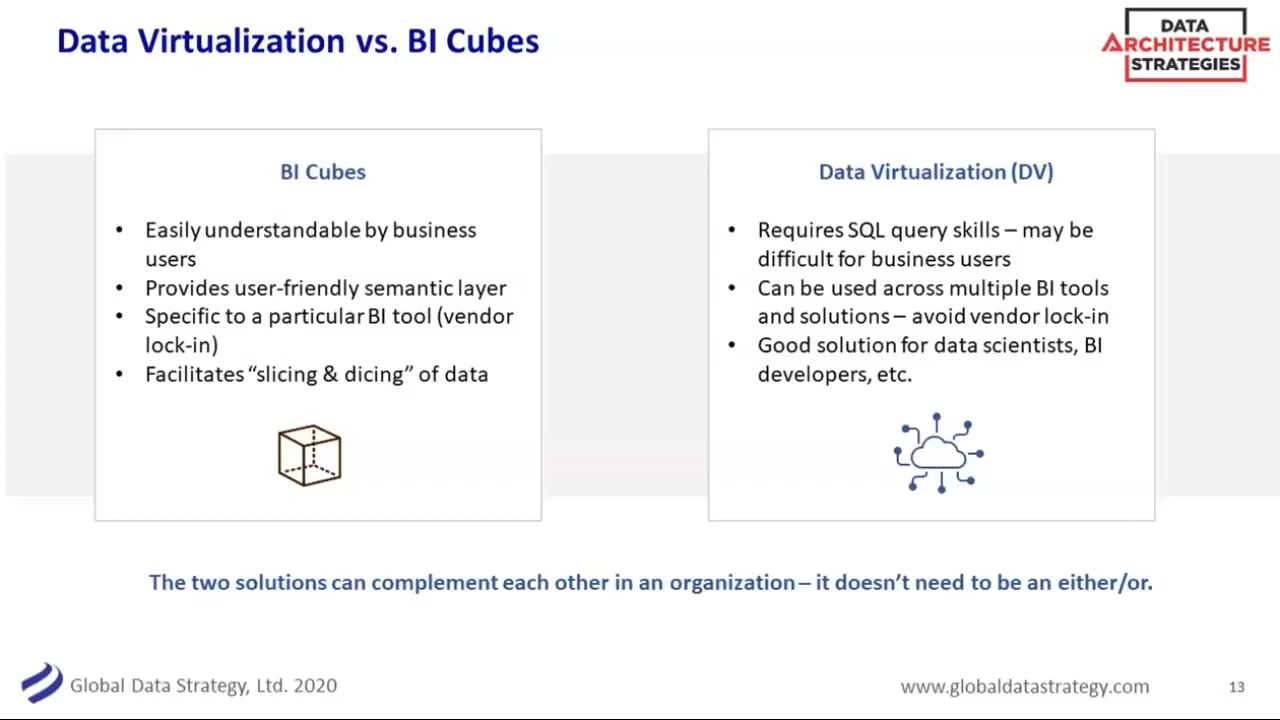 Data Virtualization vs. BI Cubes
DATA
ARCHITECTURE
STRATEGIES
BI Cubes
• Easily understandable by business
users
• Provides user-friendly semantic layer
• Specific to a particular BI tool (vendor
lock-in)
• Facilitates “slicing & dicing” of data
Data Virtualization (DV)
• Requires SQL query skills – may be
difficult for business users
• Can be used across multiple BI tools
and solutions – avoid vendor lock-in
• Good solution for data scientists, BI
developers, etc.
The two solutions can complement each other in an organization – it doesn’t need to be an either/or.
Global Data Strategy, Ltd. 2020
www.globaldatastrategy.com
13